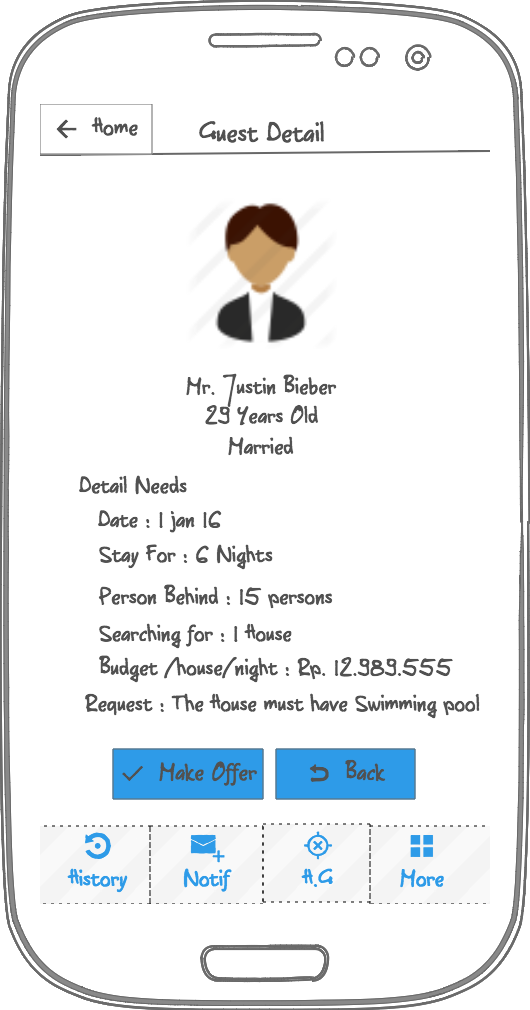 Home
Guest Detail
Mr. Justin Bieber
29 Years Old
Married
Detail Needs
Date : 1 jan 16
Stay For : 6 Nights
Person Behind : 15 persons
Searching for : 1 House
Budget /house/night : Rp. 12.989.555
Request : The House must have Swimming pool
Make Offer
Back
History
Notif
H.G
More